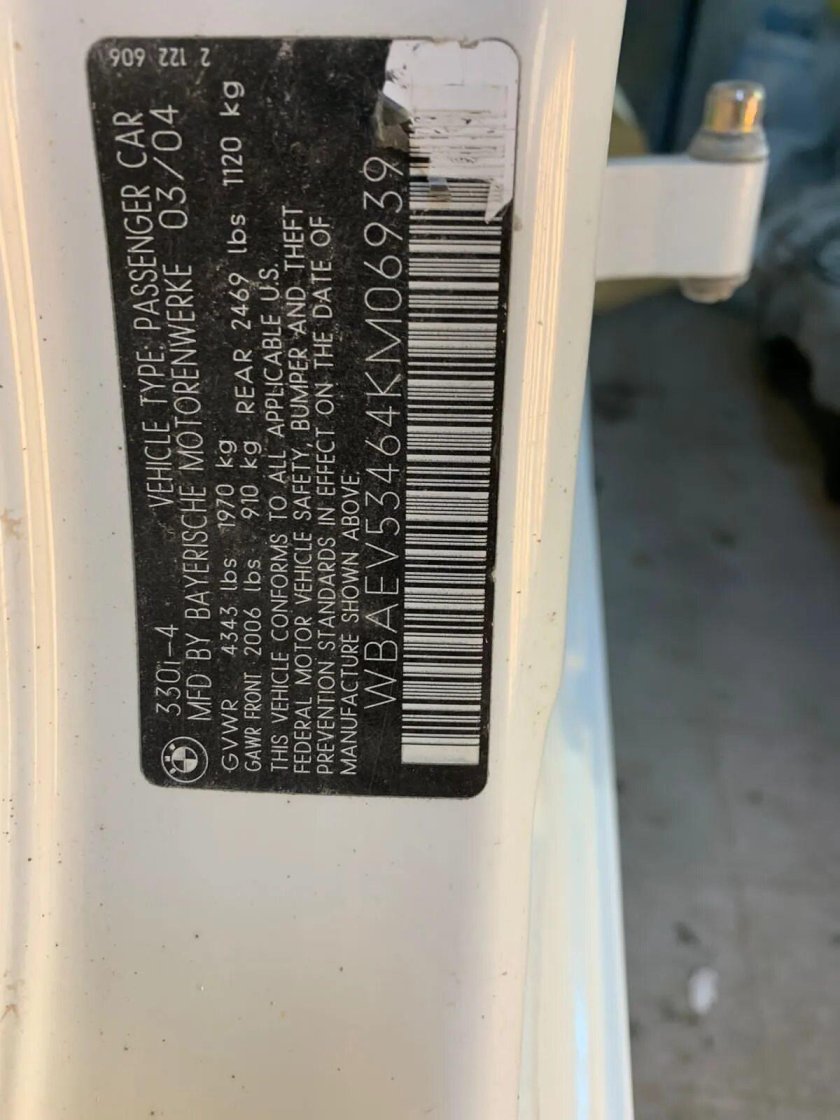 330i-4 VEHICLE TYPE: PASSENGER CAR
MFD BY BAYERISCHE MOTORENWERKE 03/04
GVWR 4343 lbs 1970 kg
GAWR FRONT 2006 lbs 910 kg REAR 2469 lbs 1120 kg
THIS VEHICLE CONFORMS TO ALL APPLICABLE U.S.
FEDERAL MOTOR VEHICLE SAFETY, BUMPER AND THEFT
PREVENTION STANDARDS IN EFFECT ON THE DATE OF
MANUFACTURE SHOWN ABOVE.
WBAEV53464KM06939
2 122 606